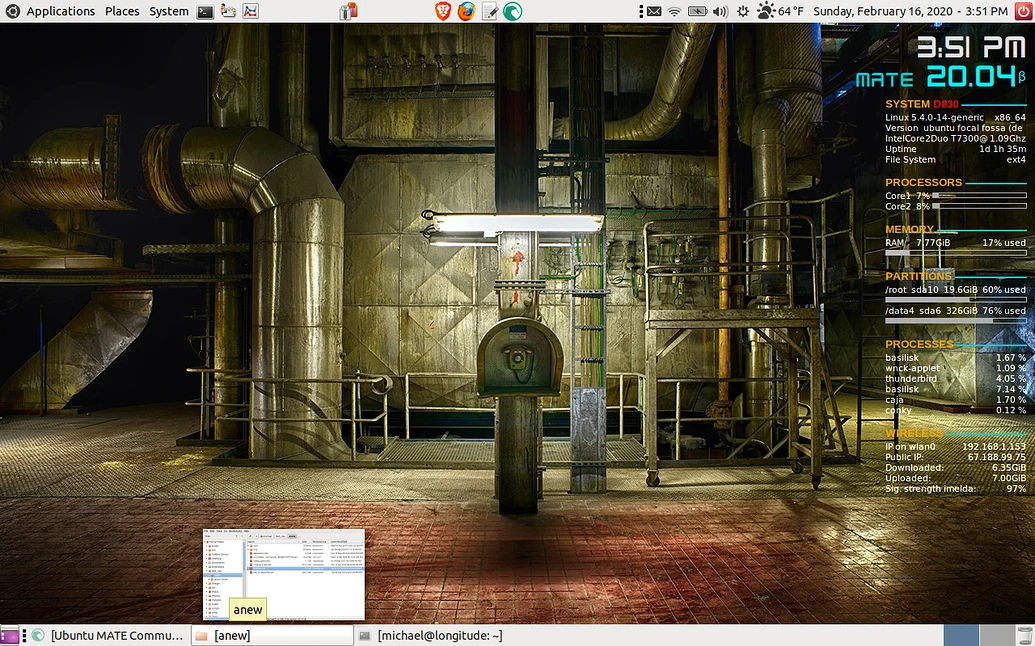 Applications Places System
64 °F Sunday, February 16, 2020 - 3:51 PM
3:51 PM
MATE 20.04β
SYSTEM D830
Linux 5.4.0-14-generic x86_64
Version ubuntu focal fossa (de
IntelCore2Duo T7300@ 1.09Ghz
Uptime 1d 1h 35m
File System ext4
PROCESSORS
Core1 7%
Core2 8%
MEMORY
RAM 7.77GiB 17% used
PARTITIONS
/root sda10 19.6GiB 60% used
/data4 sda6 326GiB 76% used
PROCESSES
basilisk 1.67 %
wnck-applet 1.09 %
thunderbird 4.05 %
basilisk 7.14 %
caja 1.70 %
conky 0.12 %
WIRELESS
IP on wlan0 192.168.1.153
Public IP: 67.188.99.75
Downloaded: 6.35GiB
Uploaded: 7.00GiB
Sig. strength imelda: 97%
anew
[Ubuntu MATE Commu... [anew] [michael@longitude: ~]